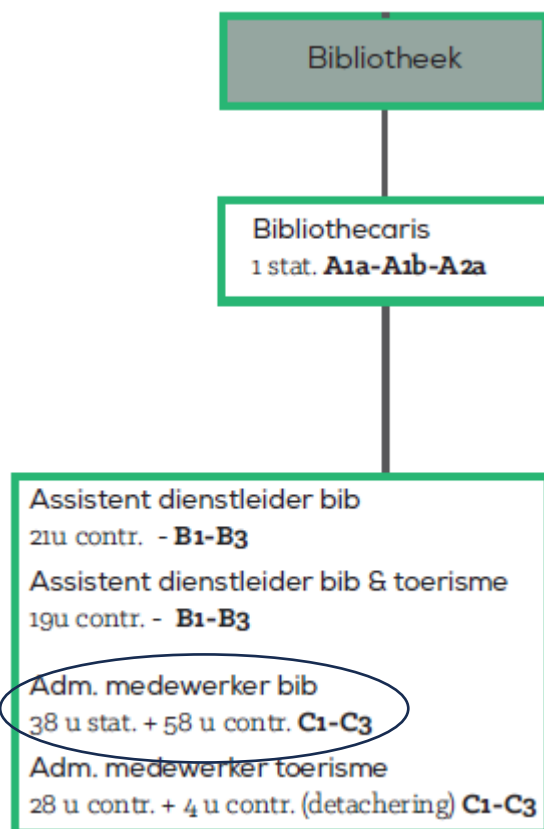 Bibliotheek
Bibliothecaris
1 stat. A1a-A1b-A2a
Assistent dienstleider bib
21u contr. - B1-B3
Assistent dienstleider bib & toerisme
19u contr. - B1-B3
Adm. medewerker bib
38 u stat. + 58 u contr. C1-C3
Adm. medewerker toerisme
28 u contr. + 4 u contr. (detachering) C1-C3